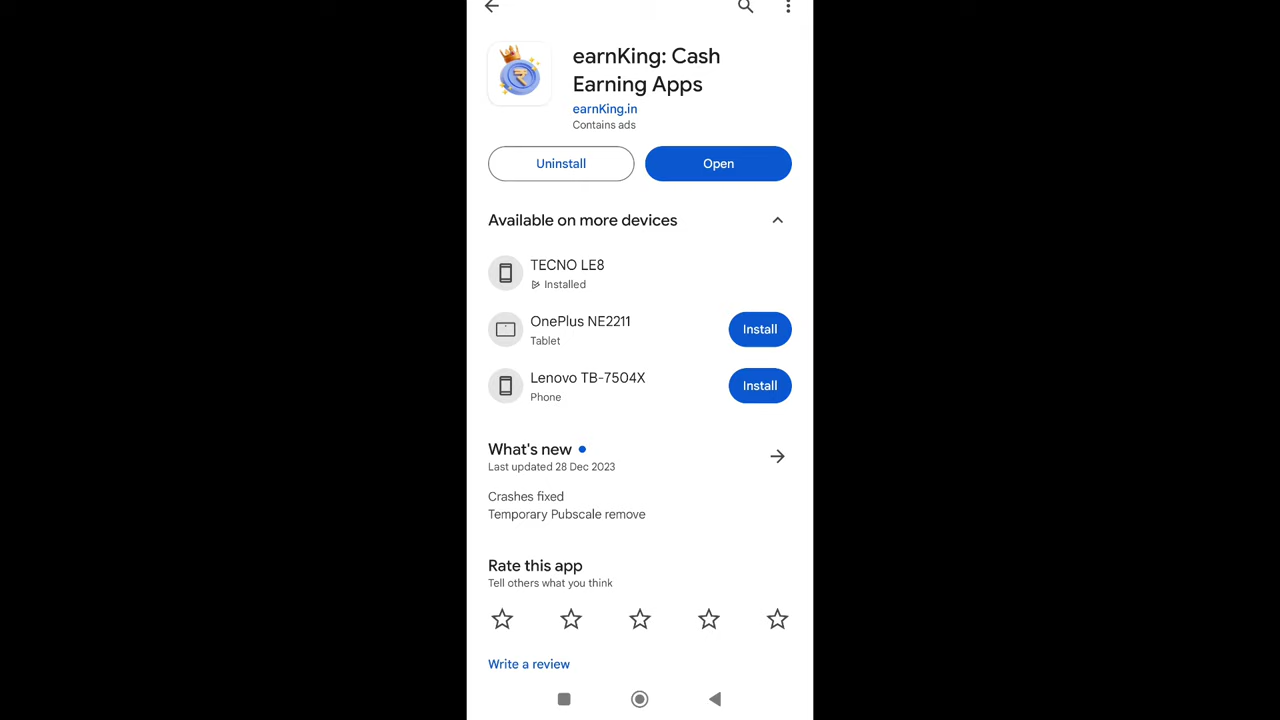 earnKing: Cash
Earning Apps
earnKing.in
Contains ads
Uninstall
Open
Available on more devices
TECNO LE8
Installed
OnePlus NE2211
Tablet
Install
Lenovo TB-7504X
Phone
Install
What's new
Last updated 28 Dec 2023
Crashes fixed
Temporary Pubscale remove
Rate this app
Tell others what you think
Write a review